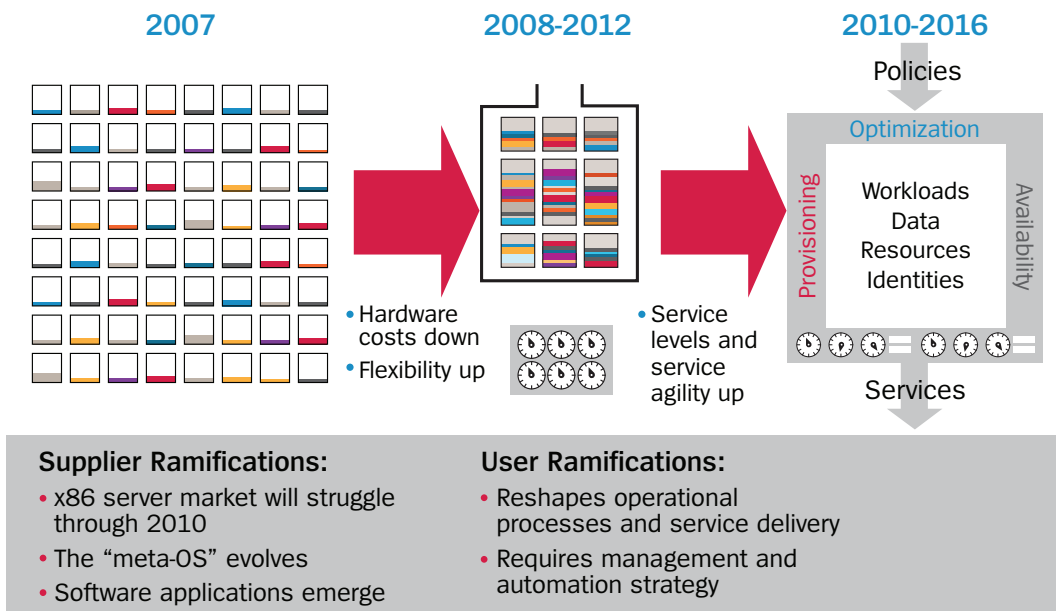 2007
2008-2012
2010-2016
Policies
Optimization
Provisioning
Workloads
Data
Resources
Identities
Availability
• Hardware
costs down
• Flexibility up
• Service
levels and
service
agility up
Services
Supplier Ramifications:
• x86 server market will struggle
through 2010
• The “meta-OS” evolves
• Software applications emerge
User Ramifications:
• Reshapes operational
processes and service delivery
• Requires management and
automation strategy